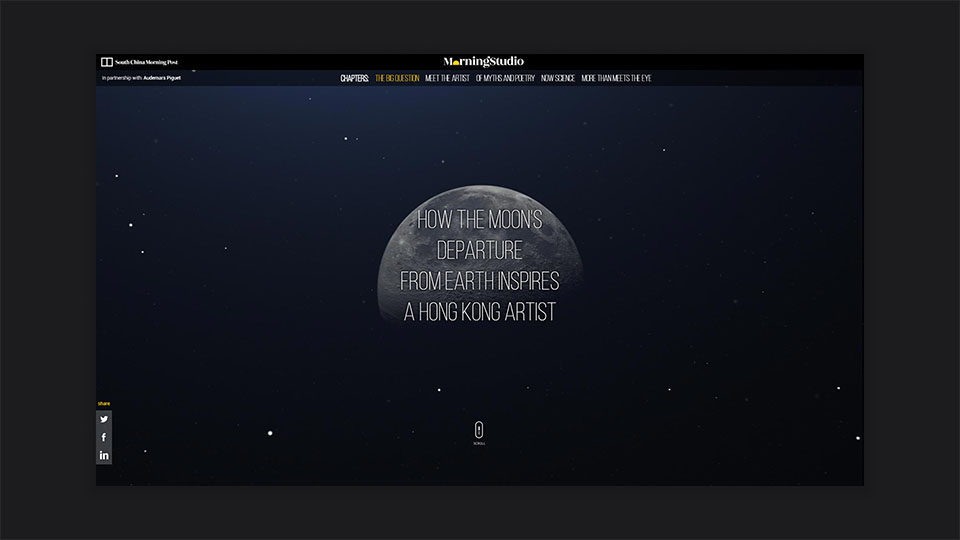 South China Morning Post
MorningStudio
In partnership with: Audemars Piguet
CHAPTERS: THE BIG QUESTION MEET THE ARTIST OF MYTHS AND POETRY NOW SCIENCE MORE THAN MEETS THE EYE
HOW THE MOON'S
DEPARTURE
FROM EARTH INSPIRES
A HONG KONG ARTIST
share
SCROLL